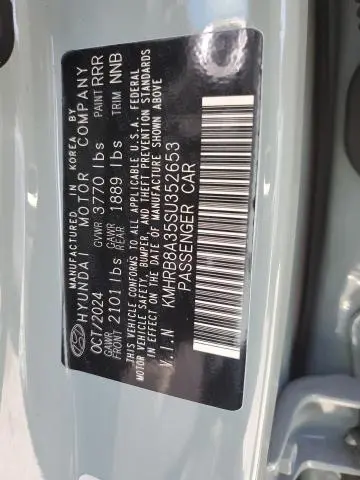 MANUFACTURED IN KOREA BY
HYUNDAI MOTOR COMPANY
OCT/2024 GVWR 3770 lbs PAINT RRR
GAWR FRONT 2101 lbs GAWR REAR 1889 lbs TRIM NNB
THIS VEHICLE CONFORMS TO ALL APPLICABLE U.S.A. FEDERAL
MOTOR VEHICLE SAFETY, BUMPER, AND THEFT PREVENTION STANDARDS
IN EFFECT ON THE DATE OF MANUFACTURE SHOWN ABOVE
V.I.N KMHRB8A35SU352653
PASSENGER CAR